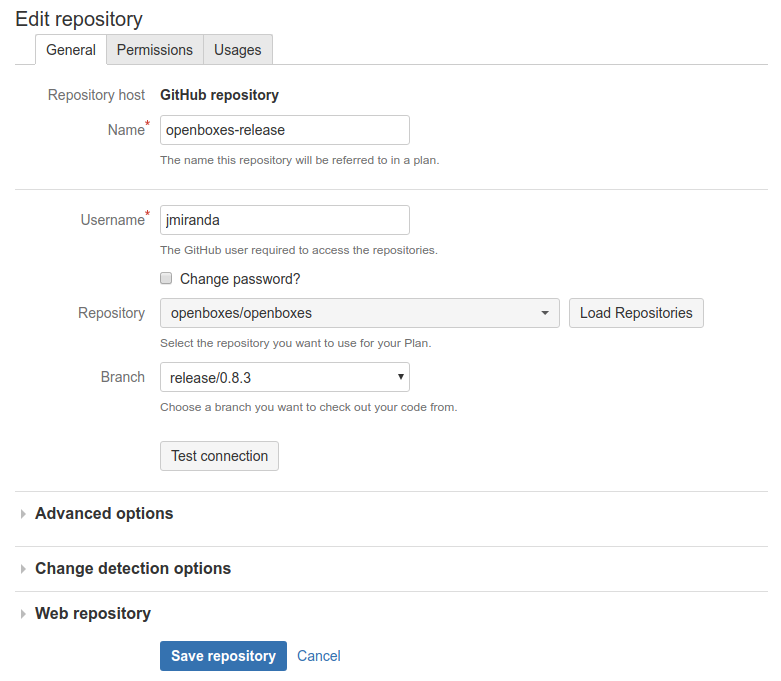 Edit repository
General Permissions Usages
Repository host GitHub repository
Name* openboxes-release
The name this repository will be referred to in a plan.
Username* jmiranda
The GitHub user required to access the repositories.
Change password?
Repository openboxes/openboxes Load Repositories
Select the repository you want to use for your Plan.
Branch release/0.8.3
Choose a branch you want to check out your code from.
Test connection
Advanced options
Change detection options
Web repository
Save repository Cancel